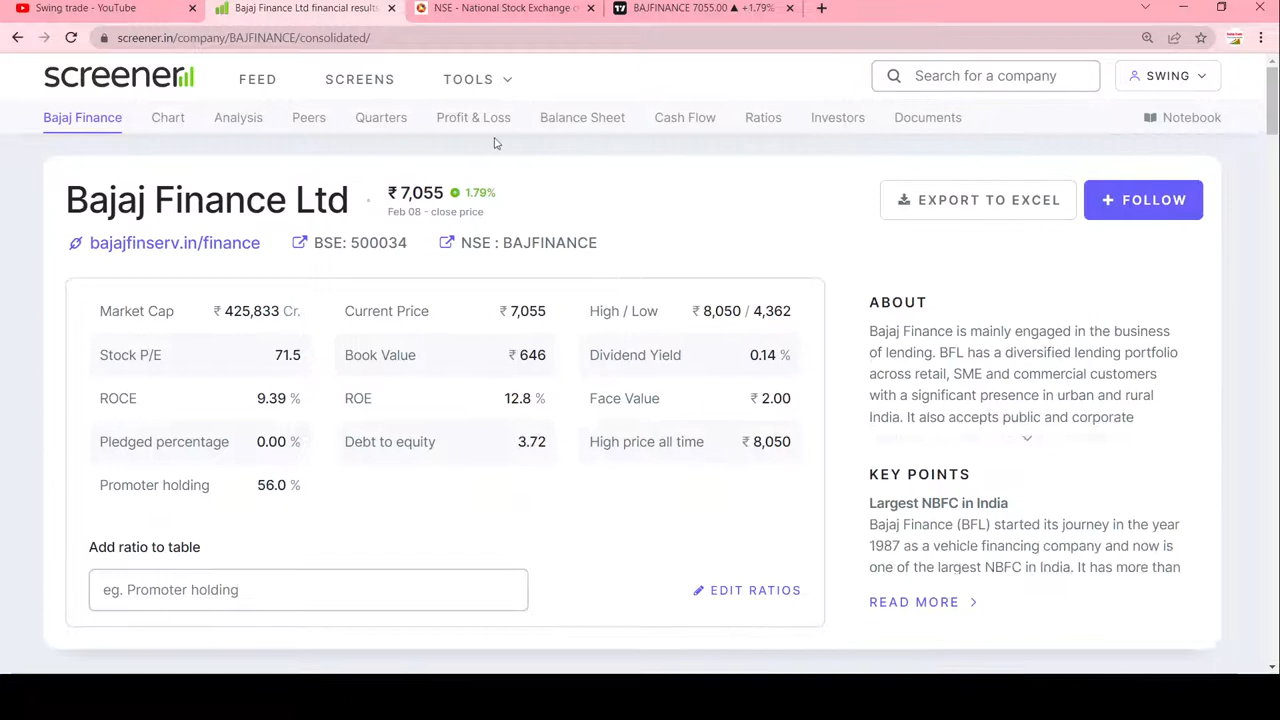 Swing trade - YouTube
Bajaj Finance Ltd financial results
NSE - National Stock Exchange o
BAJFINANCE 7055.00 ▲ +1.79%
screener.in/company/BAJFINANCE/consolidated/
screener
FEED
SCREENS
TOOLS
Search for a company
SWING
Bajaj Finance
Chart
Analysis
Peers
Quarters
Profit & Loss
Balance Sheet
Cash Flow
Ratios
Investors
Documents
Notebook
Bajaj Finance Ltd
₹ 7,055 1.79%
Feb 08 - close price
EXPORT TO EXCEL
+ FOLLOW
bajajfinserv.in/finance
BSE: 500034
NSE : BAJFINANCE
Market Cap ₹ 425,833 Cr.
Current Price ₹ 7,055
High / Low ₹ 8,050 / 4,362
Stock P/E 71.5
Book Value ₹ 646
Dividend Yield 0.14 %
ROCE 9.39 %
ROE 12.8 %
Face Value ₹ 2.00
Pledged percentage 0.00 %
Debt to equity 3.72
High price all time ₹ 8,050
Promoter holding 56.0 %
Add ratio to table
eg. Promoter holding
EDIT RATIOS
ABOUT
Bajaj Finance is mainly engaged in the business
of lending. BFL has a diversified lending portfolio
across retail, SME and commercial customers
with a significant presence in urban and rural
India. It also accepts public and corporate
KEY POINTS
Largest NBFC in India
Bajaj Finance (BFL) started its journey in the year
1987 as a vehicle financing company and now is
one of the largest NBFC in India. It has more than
READ MORE